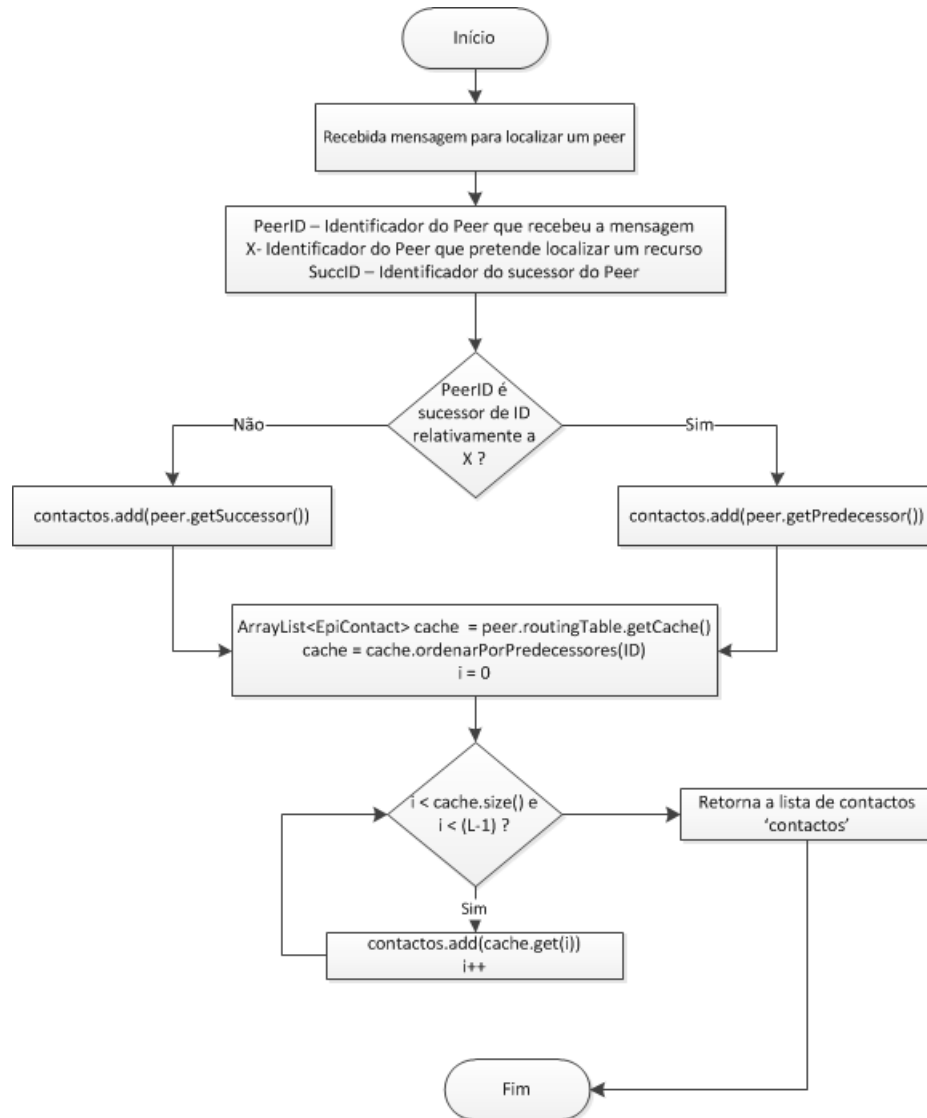 Início
Recebida mensagem para localizar um peer
PeerID – Identificador do Peer que recebeu a mensagem
X- Identificador do Peer que pretende localizar um recurso
SuccID – Identificador do sucessor do Peer
PeerID é
sucessor de ID
relativamente a
X ?
Não
Sim
contactos.add(peer.getSuccessor())
contactos.add(peer.getPredecessor())
ArrayList<EpiContact> cache = peer.routingTable.getCache()
cache = cache.ordenarPorPredecessores(ID)
i = 0
i < cache.size() e
i < (L-1) ?
Retorna a lista de contactos
‘contactos’
Sim
contactos.add(cache.get(i))
i++
Fim